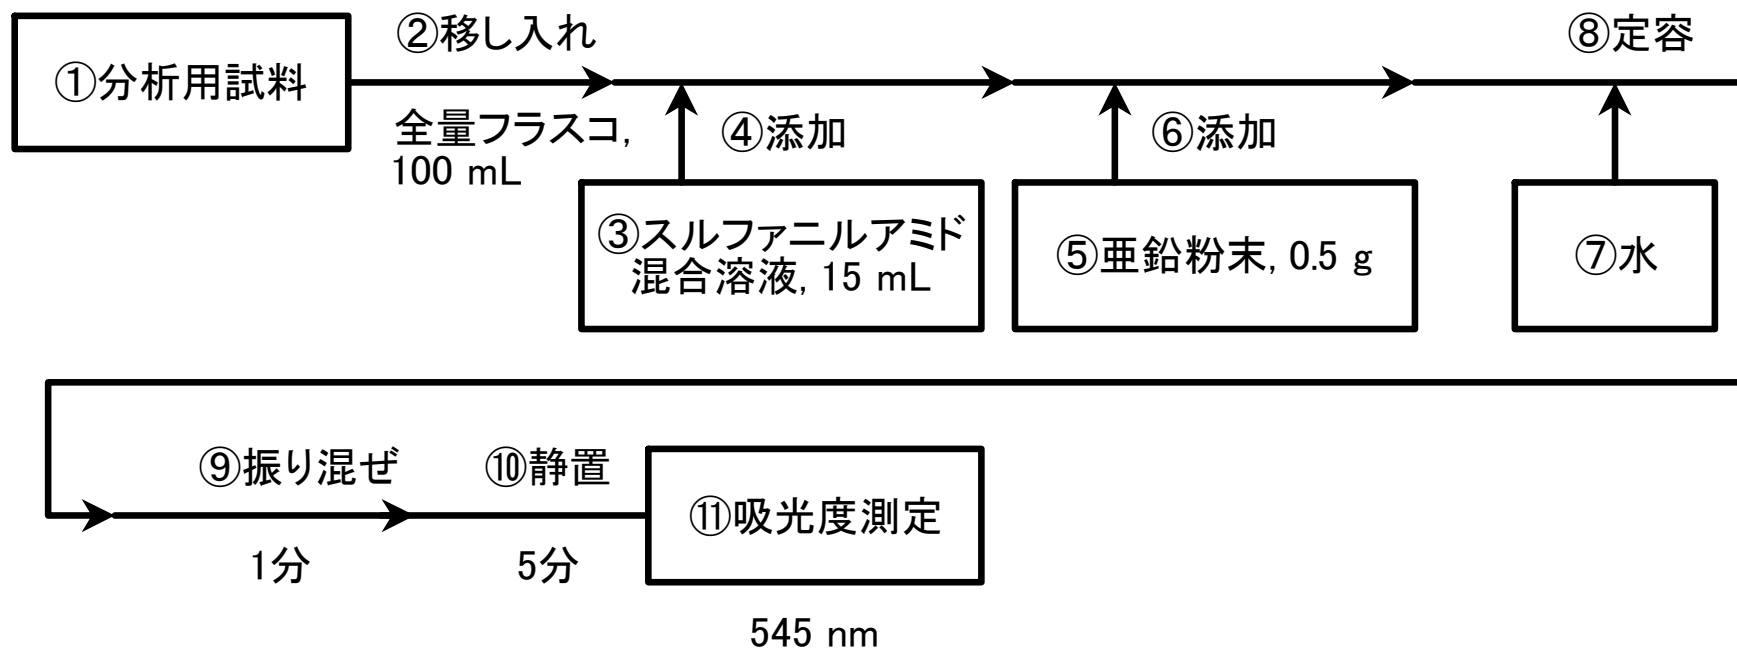 ①分析用試料
②移し入れ
全量フラスコ,
100 mL
③スルファニルアミド
混合溶液, 15 mL
④添加
⑤亜鉛粉末, 0.5 g
⑥添加
⑦水
⑧定容
⑨振り混ぜ
1分
⑩静置
5分
⑪吸光度測定
545 nm